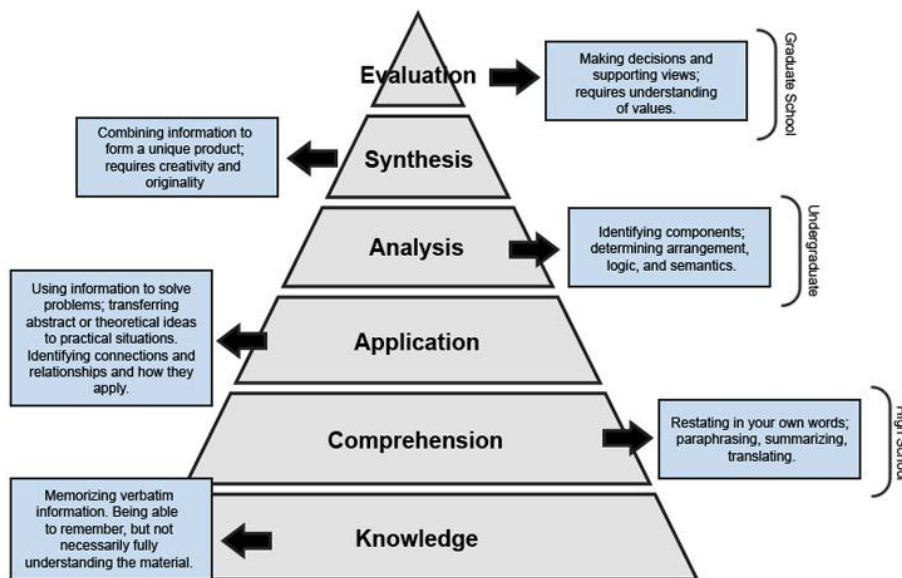 Evaluation
Making decisions and
supporting views;
requires understanding
of values.
Graduate School
Combining information to
form a unique product;
requires creativity and
originality
Synthesis
Analysis
Identifying components;
determining arrangement,
logic, and semantics.
Undergraduate
Using information to solve
problems; transferring
abstract or theoretical ideas
to practical situations.
Identifying connections and
relationships and how they
apply.
Application
Comprehension
Restating in your own words;
paraphrasing, summarizing,
translating.
High School
Memorizing verbatim
information. Being able
to remember, but not
necessarily fully
understanding the material.
Knowledge